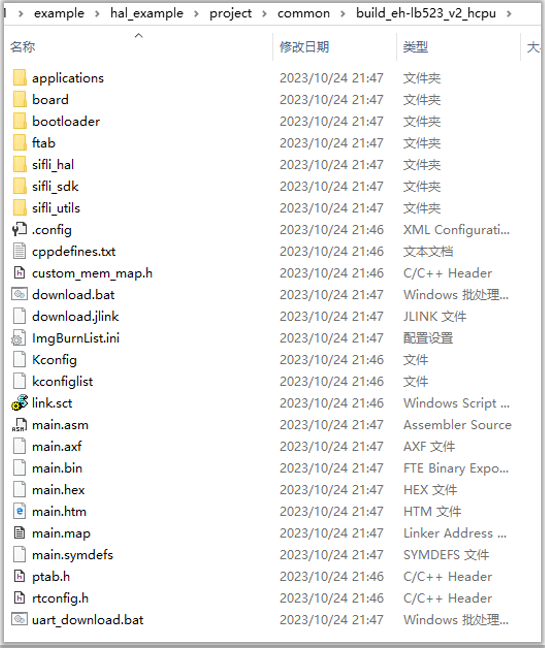 example > hal_example > project > common > build_eh-lb523_v2_hcpu >
名称 修改日期 类型 大
applications 2023/10/24 21:47 文件夹
board 2023/10/24 21:47 文件夹
bootloader 2023/10/24 21:47 文件夹
ftab 2023/10/24 21:47 文件夹
sifli_hal 2023/10/24 21:47 文件夹
sifli_sdk 2023/10/24 21:47 文件夹
sifli_utils 2023/10/24 21:47 文件夹
.config 2023/10/24 21:46 XML Configurati...
cppdefines.txt 2023/10/24 21:46 文本文档
custom_mem_map.h 2023/10/24 21:46 C/C++ Header
download.bat 2023/10/24 21:47 Windows 批处理...
download.jlink 2023/10/24 21:47 JLINK 文件
ImgBurnList.ini 2023/10/24 21:47 配置设置
Kconfig 2023/10/24 21:46 文件
kconfiglist 2023/10/24 21:46 文件
link.sct 2023/10/24 21:47 Windows Script ...
main.asm 2023/10/24 21:47 Assembler Source
main.axf 2023/10/24 21:47 AXF 文件
main.bin 2023/10/24 21:47 FTE Binary Expo...
main.hex 2023/10/24 21:47 HEX 文件
main.htm 2023/10/24 21:47 HTM 文件
main.map 2023/10/24 21:47 Linker Address ...
main.symdefs 2023/10/24 21:47 SYMDEFS 文件
ptab.h 2023/10/24 21:46 C/C++ Header
rtconfig.h 2023/10/24 21:46 C/C++ Header
uart_download.bat 2023/10/24 21:47 Windows 批处理...